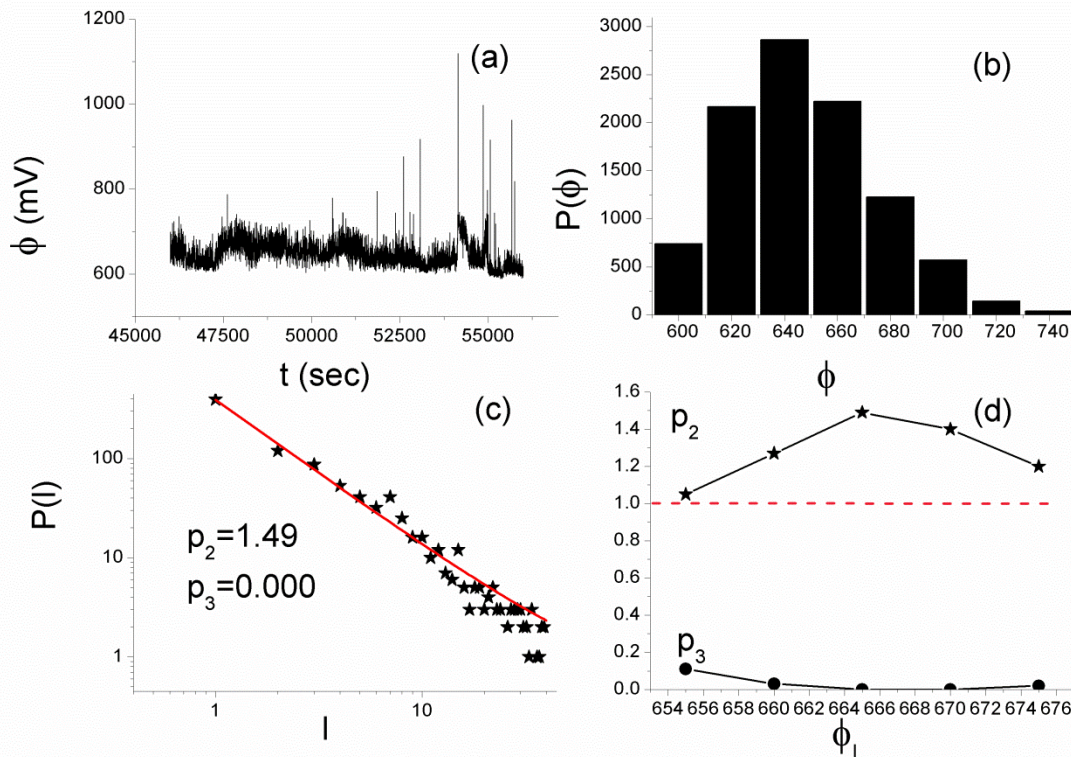 (a)
1200
1000
800
600
ϕ (mV)
45000 47500 50000 52500 55000
t (sec)
(b)
3000
2500
2000
1500
1000
500
0
P(ϕ)
600 620 640 660 680 700 720 740
ϕ
(c)
100
10
1
P(l)
p₂=1.49
p₃=0.000
1 10
l
(d)
1.6
1.4
1.2
1.0
0.8
0.6
0.4
0.2
0.0
p₂
p₃
654 656 658 660 662 664 666 668 670 672 674 676
ϕₗ